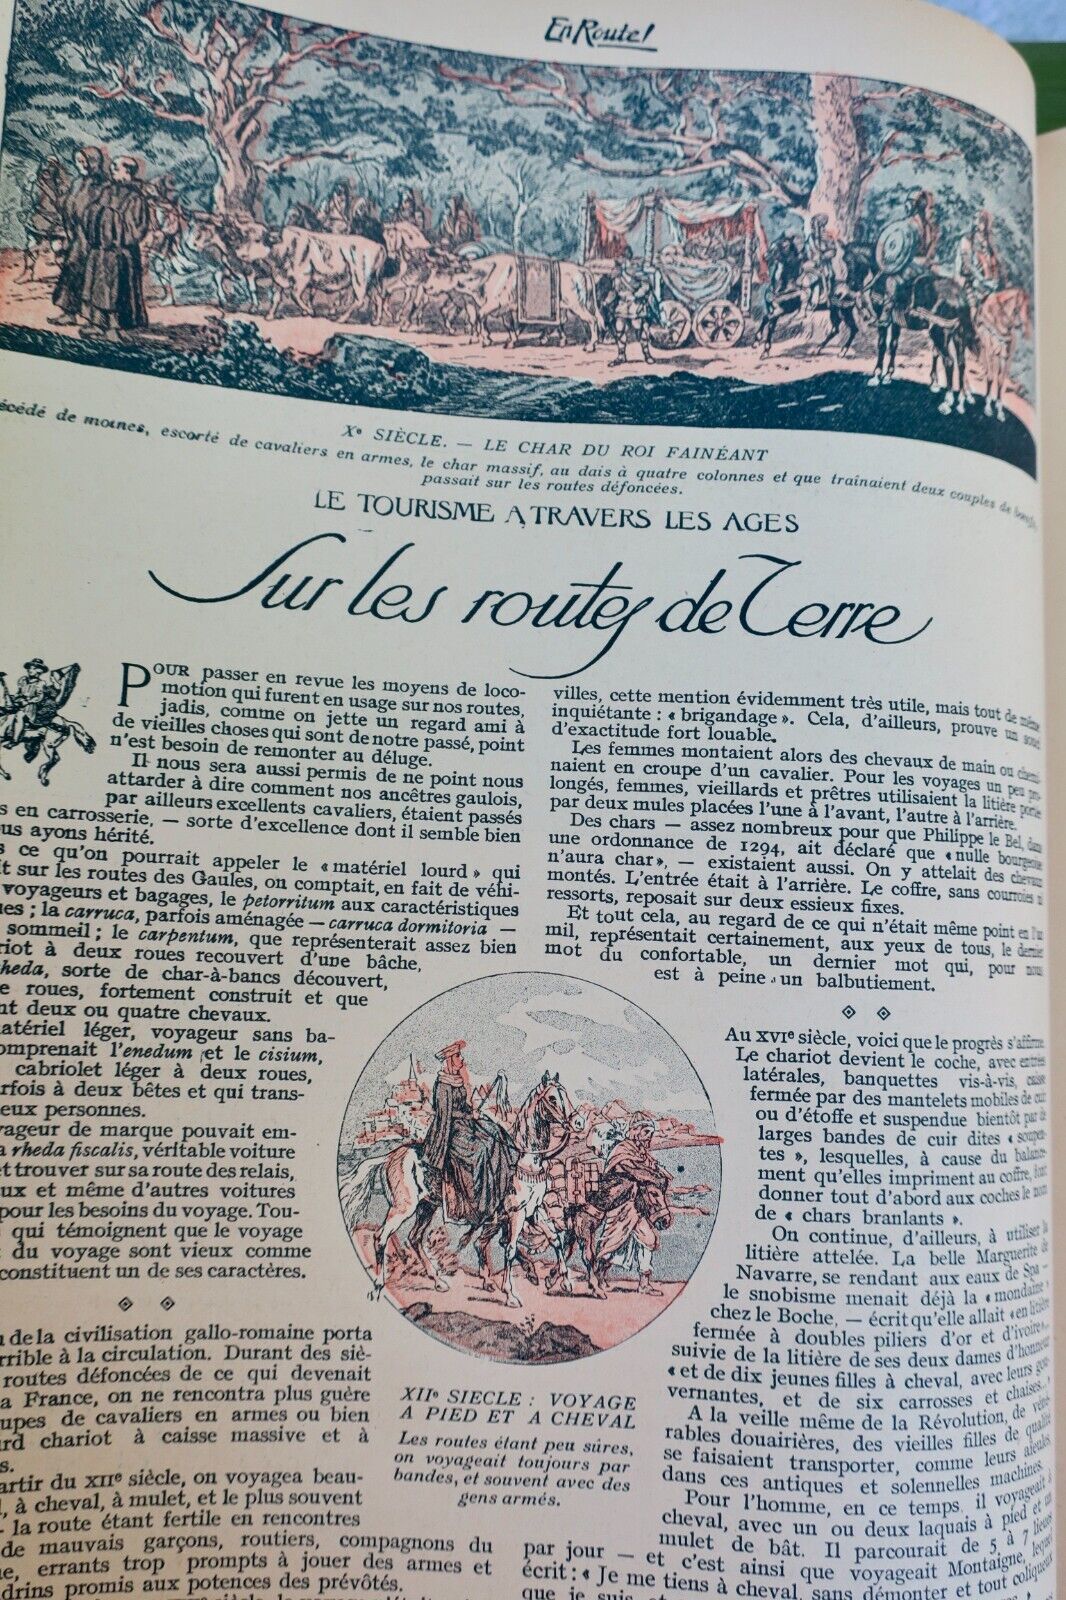 En Route!
Xe SIÈCLE. — LE CHAR DU ROI FAINÉANT
de moines, escorté de cavaliers en armes, le char massif, au dais à quatre colonnes et que traînaient deux couples de
passait sur les routes défoncées.
LE TOURISME A TRAVERS LES AGES
Sur les routes de Terre
POUR passer en revue les moyens de loco-
motion qui furent en usage sur nos routes,
jadis, comme on jette un regard ami à
de vieilles choses qui sont de notre passé, point
n'est besoin de remonter au déluge.
Il nous sera aussi permis de ne point nous
attarder à dire comment nos ancêtres gaulois,
par ailleurs excellents cavaliers, étaient passés
en carrosserie, — sorte d'excellence dont il semble bien
ayons hérité.
ce qu'on pourrait appeler le « matériel lourd » qui
sur les routes des Gaules, on comptait, en fait de véhi-
voyageurs et bagages, le petorritum aux caractéristiques
; la carruca, parfois aménagée — carruca dormitoria —
sommeil ; le carpentum, que représenterait assez bien
à deux roues recouvert d'une bâche,
sorte de char-à-bancs découvert,
roues, fortement construit et que
deux ou quatre chevaux.
léger, voyageur sans ba-
l'enedum et le cisium,
cabriolet léger à deux roues,
à deux bêtes et qui trans-
personnes.
de marque pouvait em-
rheda fiscalis, véritable voiture
trouver sur sa route des relais,
et même d'autres voitures
pour les besoins du voyage. Tou-
qui témoignent que le voyage
du voyage sont vieux comme
constituent un de ses caractères.
de la civilisation gallo-romaine porta
à la circulation. Durant des siè-
routes défoncées de ce qui devenait
France, on ne rencontra plus guère
de cavaliers en armes ou bien
chariot à caisse massive et à
du XIIe siècle, on voyagea beau-
à cheval, à mulet, et le plus souvent
— la route étant fertile en rencontres
de mauvais garçons, routiers, compagnons du
errants trop prompts à jouer des armes et
promis aux potences des prévôtés.
XIIe SIECLE : VOYAGE
A PIED ET A CHEVAL
Les routes étant peu sûres,
on voyageait toujours par
bandes, et souvent avec des
gens armés.
villes, cette mention évidemment très utile, mais tout de même
inquiétante : « brigandage ». Cela, d'ailleurs, prouve un souci
d'exactitude fort louable.
Les femmes montaient alors des chevaux de main ou
naient en croupe d'un cavalier. Pour les voyages un peu pro-
longés, femmes, vieillards et prêtres utilisaient la litière portée
par deux mules placées l'une à l'avant, l'autre à l'arrière.
Des chars — assez nombreux pour que Philippe le Bel, dans
une ordonnance de 1294, ait déclaré que « nulle bourgeoise
n'aura char », — existaient aussi. On y attelait des chevaux
montés. L'entrée était à l'arrière. Le coffre, sans courroies ni
ressorts, reposait sur deux essieux fixes.
Et tout cela, au regard de ce qui n'était même point en l'an
mil, représentait certainement, aux yeux de tous, le dernier
mot du confortable, un dernier mot qui, pour nous
est à peine un balbutiement.
Au XVIe siècle, voici que le progrès s'affirme.
Le chariot devient le coche, avec entrées
latérales, banquettes vis-à-vis, caisse
fermée par des mantelets mobiles de cuir
ou d'étoffe et suspendue bientôt par de
larges bandes de cuir dites « soupen-
tes », lesquelles, à cause du balance-
ment qu'elles impriment au coffre, font
donner tout d'abord aux coches le nom
de « chars branlants ».
On continue, d'ailleurs, à utiliser la
litière attelée. La belle Marguerite de
Navarre, se rendant aux eaux de Spa —
le snobisme menait déjà la « mondaine »
chez le Boche, — écrit qu'elle allait « en litière
fermée à doubles piliers d'or et d'ivoire...
suivie de la litière de ses deux dames d'honneur
« et de dix jeunes filles à cheval, avec leurs gou-
vernantes, et de six carrosses et chaises... »
A la veille même de la Révolution, de véné-
rables douairières, des vieilles filles de qualité
se faisaient transporter, comme leurs aïeules
dans ces antiques et solennelles machines.
Pour l'homme, en ce temps, il voyageait à
cheval, avec un ou deux laquais à pied et un
mulet de bât. Il parcourait de 5, à 7 lieues
par jour — et c'est ainsi que voyageait Montaigne, lequel
écrit : « Je me tiens à cheval, sans démonter et tout coliqueux
que je suis